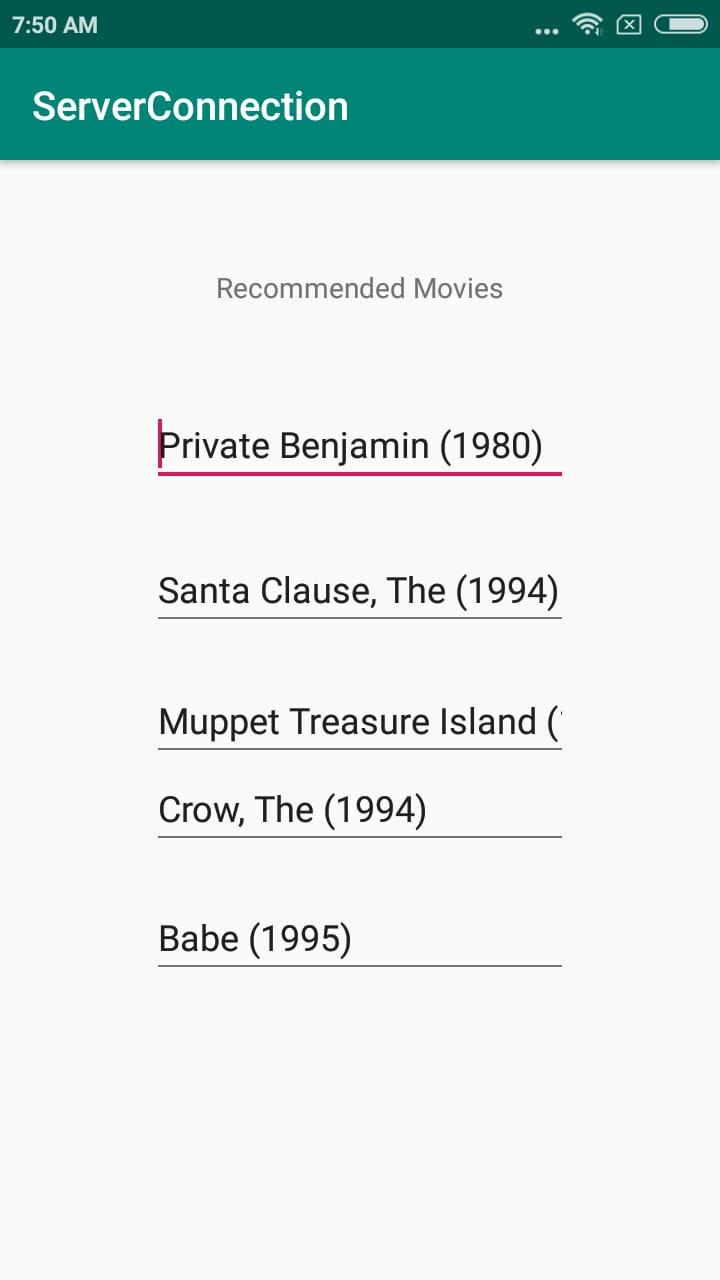 7:50 AM
ServerConnection
Recommended Movies
Private Benjamin (1980)
Santa Clause, The (1994)
Muppet Treasure Island (
Crow, The (1994)
Babe (1995)